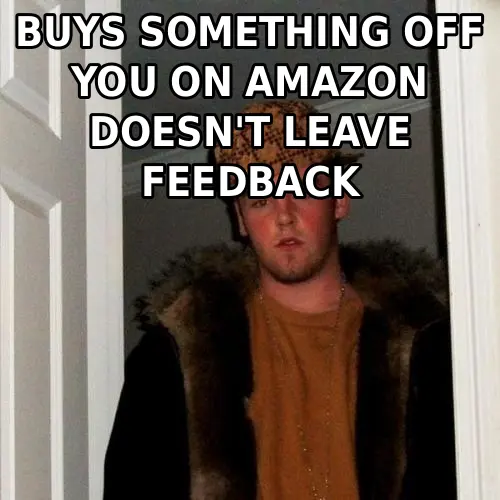 BUYS SOMETHING OFF
YOU ON AMAZON
DOESN'T LEAVE
FEEDBACK